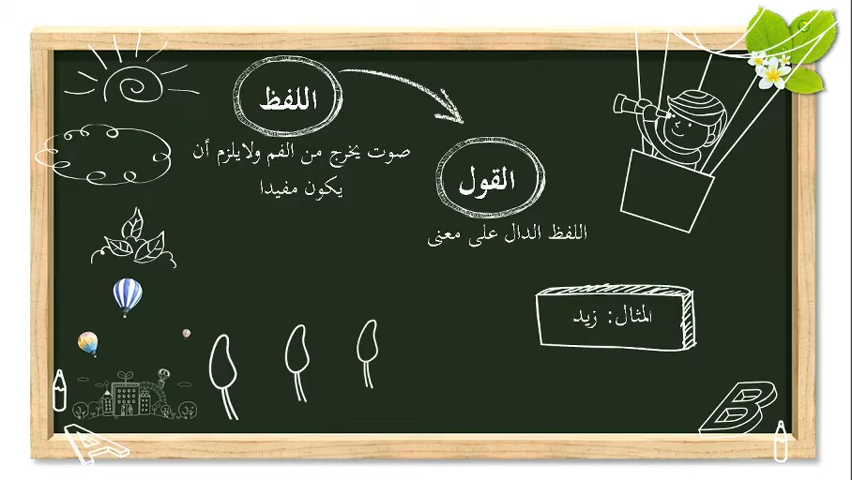 اللفظ
صوت يخرج من الفم ولايلزم أن
يكون مفيدا
القول
اللفظ الدال على معنى
المثال: زيد
B
A